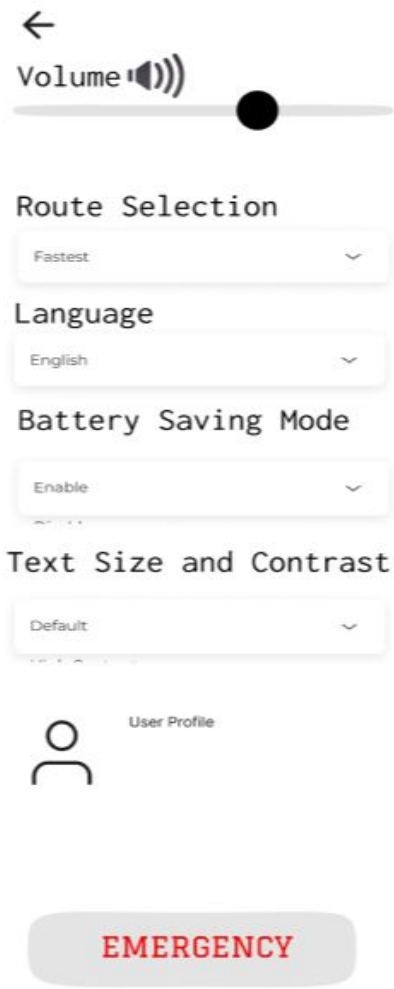 Volume
Route Selection
Fastest
Language
English
Battery Saving Mode
Enable
Text Size and Contrast
Default
User Profile
EMERGENCY